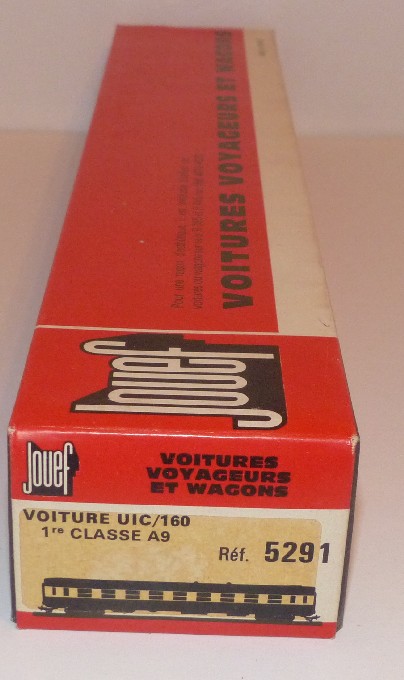 VOITURES VOYAGEURS ET WAGONS
Jouef
Jouef
VOITURES
VOYAGEURS
ET WAGONS
VOITURE UIC/160
1re CLASSE A9
Réf. 5291